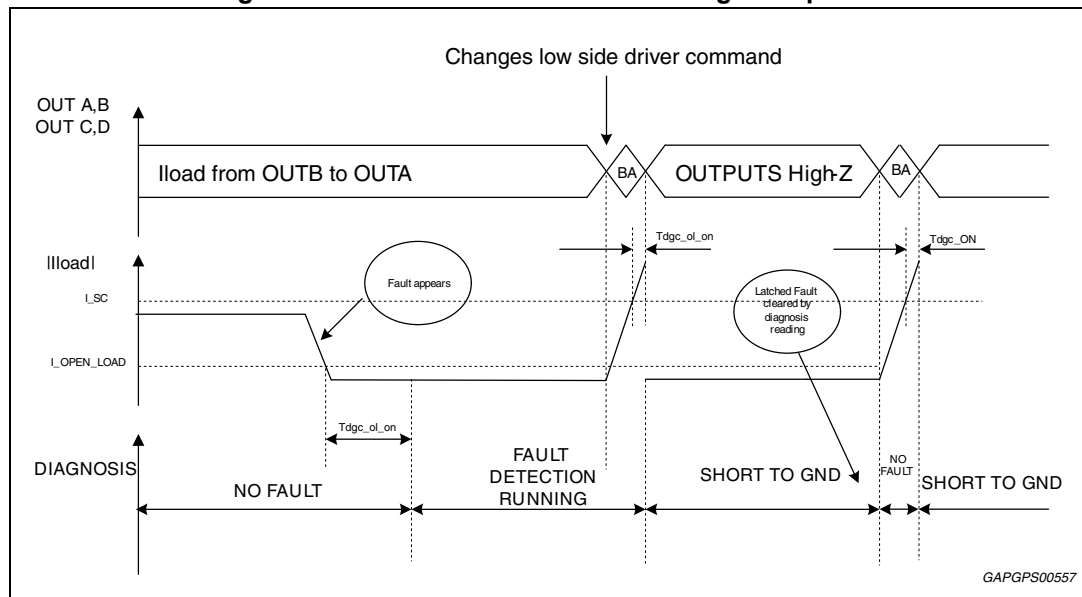 Changes low side driver command
OUT A,B
OUT C,D
Iload from OUTB to OUTA
BA
OUTPUTS High-Z
BA
Tdgc_ol_on
Tdgc_ON
|Iload|
I_SC
Fault appears
Latched Fault
cleared by
diagnosis
reading
I_OPEN_LOAD
Tdgc_ol_on
DIAGNOSIS
NO FAULT
FAULT
DETECTION
RUNNING
SHORT TO GND
NO
FAULT
SHORT TO GND
GAPGPS00557